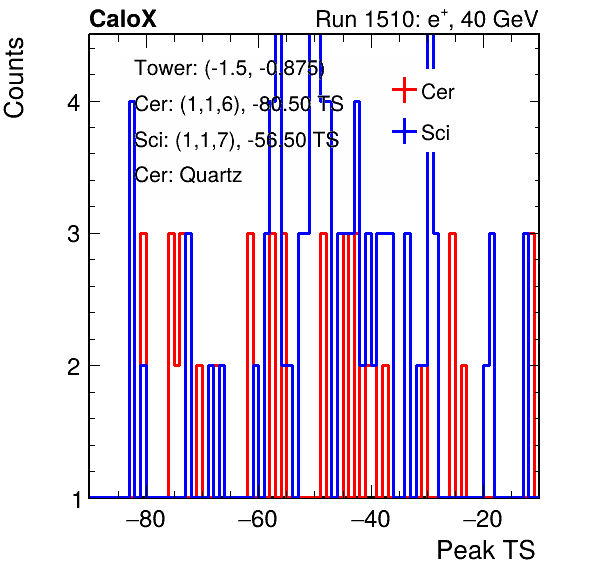 CaloX Run 1510: e⁺, 40 GeV
Counts
Tower: (-1.5, -0.875)
Cer: (1,1,6), -80.50 TS
Sci: (1,1,7), -56.50 TS
Cer: Quartz
Cer
Sci
4
3
2
1
−80 −60 −40 −20
Peak TS